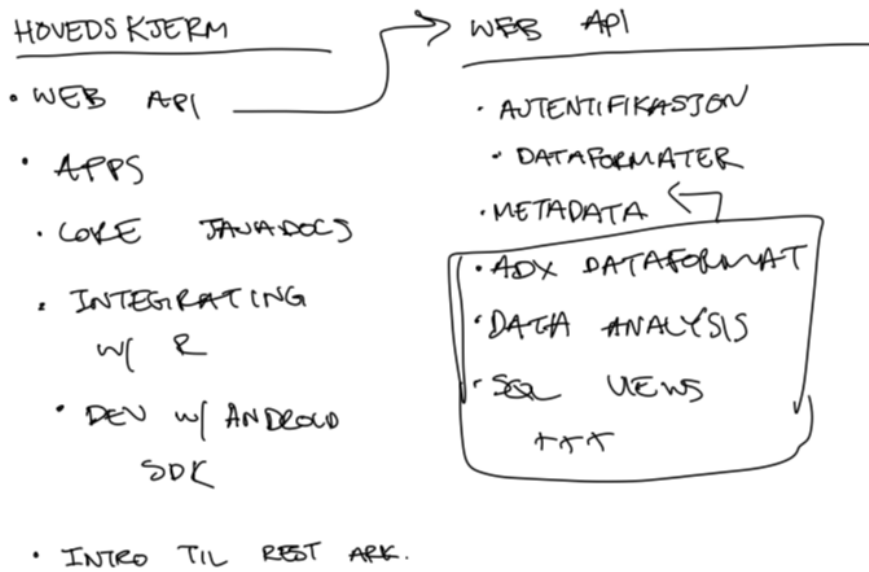 HOVEDSKJERM
• WEB API
• APPS
• CORE JAVADOCS
• INTEGRATING
W/ R
• DEV W/ ANDROID
SDK
• INTRO TIL REST ARK.
WEB API
• AUTENTIFIKASJON
• DATAFORMATER
• METADATA
• ADX DATAFORMAT
• DATA ANALYSIS
• SQL VIEWS
+++